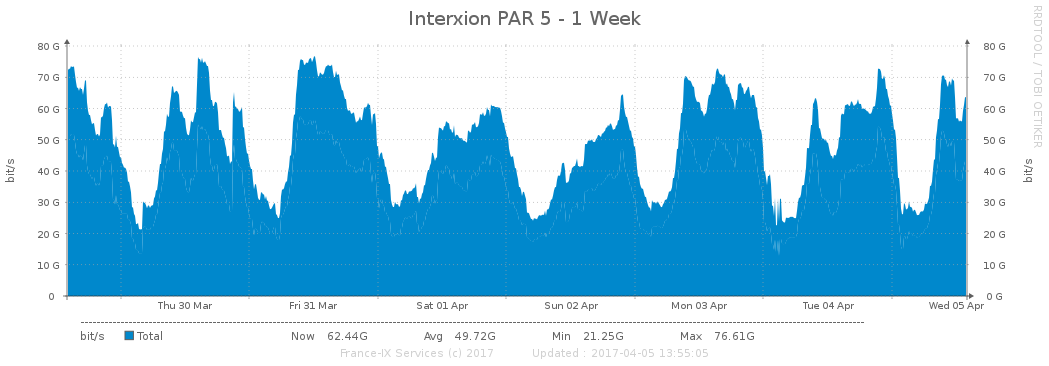 Interxion PAR 5 - 1 Week
RRDTOOL / TOBI OETIKER
80 G 80 G
70 G 70 G
60 G 60 G
50 G 50 G
40 G 40 G
30 G 30 G
20 G 20 G
10 G 10 G
0 0 G
bit/s bit/s
Thu 30 Mar Fri 31 Mar Sat 01 Apr Sun 02 Apr Mon 03 Apr Tue 04 Apr Wed 05 Apr
bit/s Total Now 62.44G Avg 49.72G Min 21.25G Max 76.61G
France-IX Services (c) 2017 Updated : 2017-04-05 13:55:05